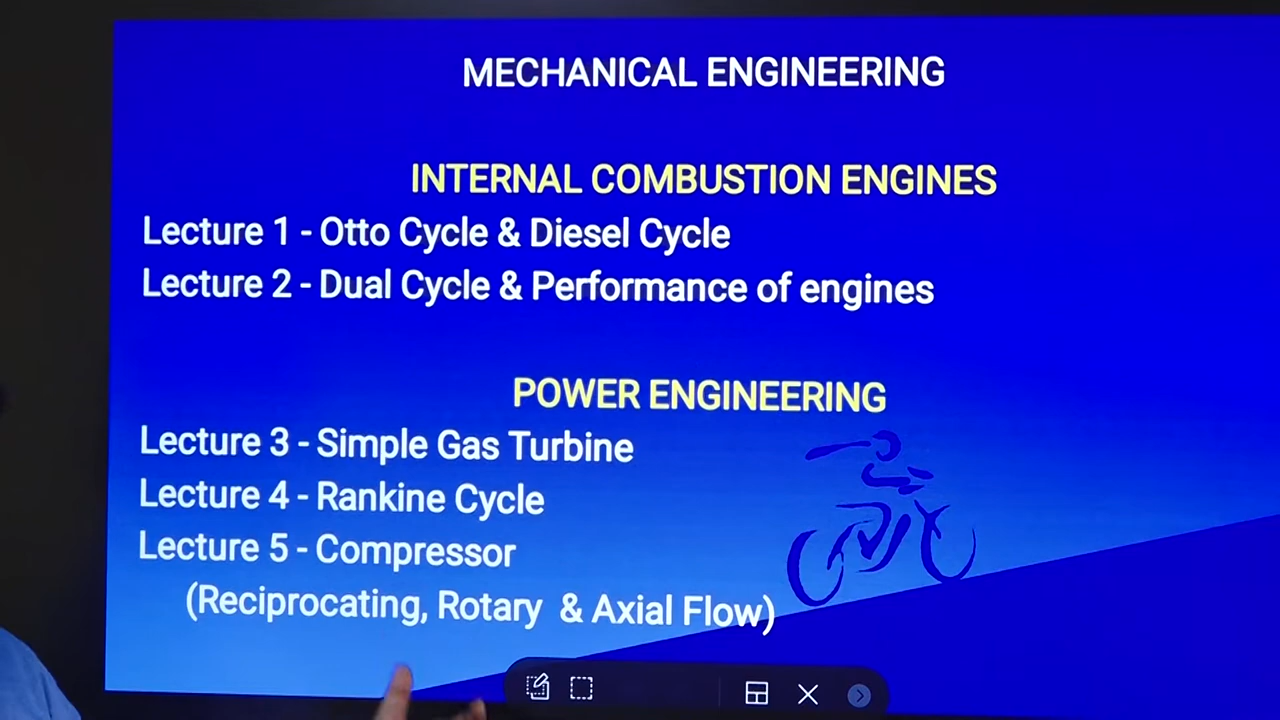 MECHANICAL ENGINEERING
INTERNAL COMBUSTION ENGINES
Lecture 1 - Otto Cycle & Diesel Cycle
Lecture 2 - Dual Cycle & Performance of engines
POWER ENGINEERING
Lecture 3 - Simple Gas Turbine
Lecture 4 - Rankine Cycle
Lecture 5 - Compressor
(Reciprocating, Rotary & Axial Flow)